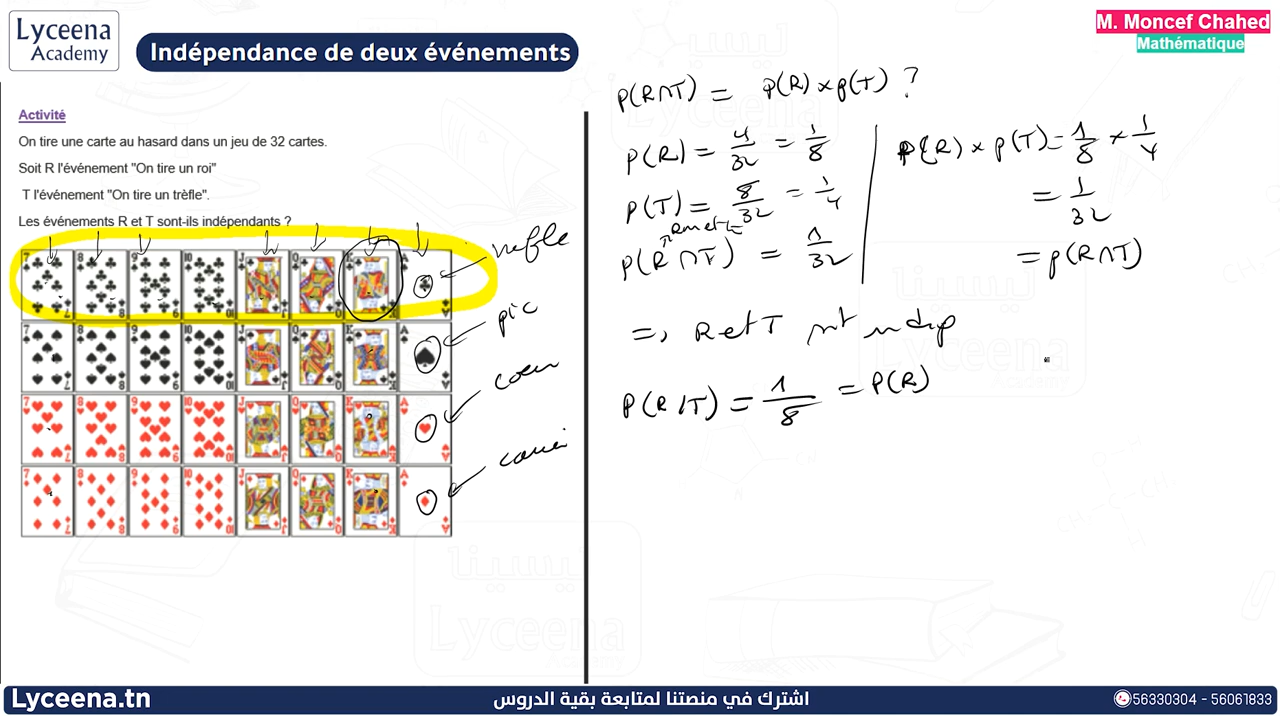 Lyceena
Academy
Indépendance de deux événements
M. Moncef Chahed
Mathématique
Activité
On tire une carte au hasard dans un jeu de 32 cartes.
Soit R l'événement "On tire un roi"
T l'événement "On tire un trèfle".
Les événements R et T sont-ils indépendants ?
pic
coeur
P(R∩T) = P(R) × P(T) ?
P(R) = 4/32 = 1/8
P(T) = 8/32 = 1/4
R et T
P(R∩T) = 1/32
P(R) × P(T) = 1/8 × 1/4
= 1/32
= P(R∩T)
=> R et T sont indep
P(R/T) = 1/8 = P(R)
Lyceena.tn
اشترك في منصتنا لمتابعة بقية الدروس
56330304 - 56061833